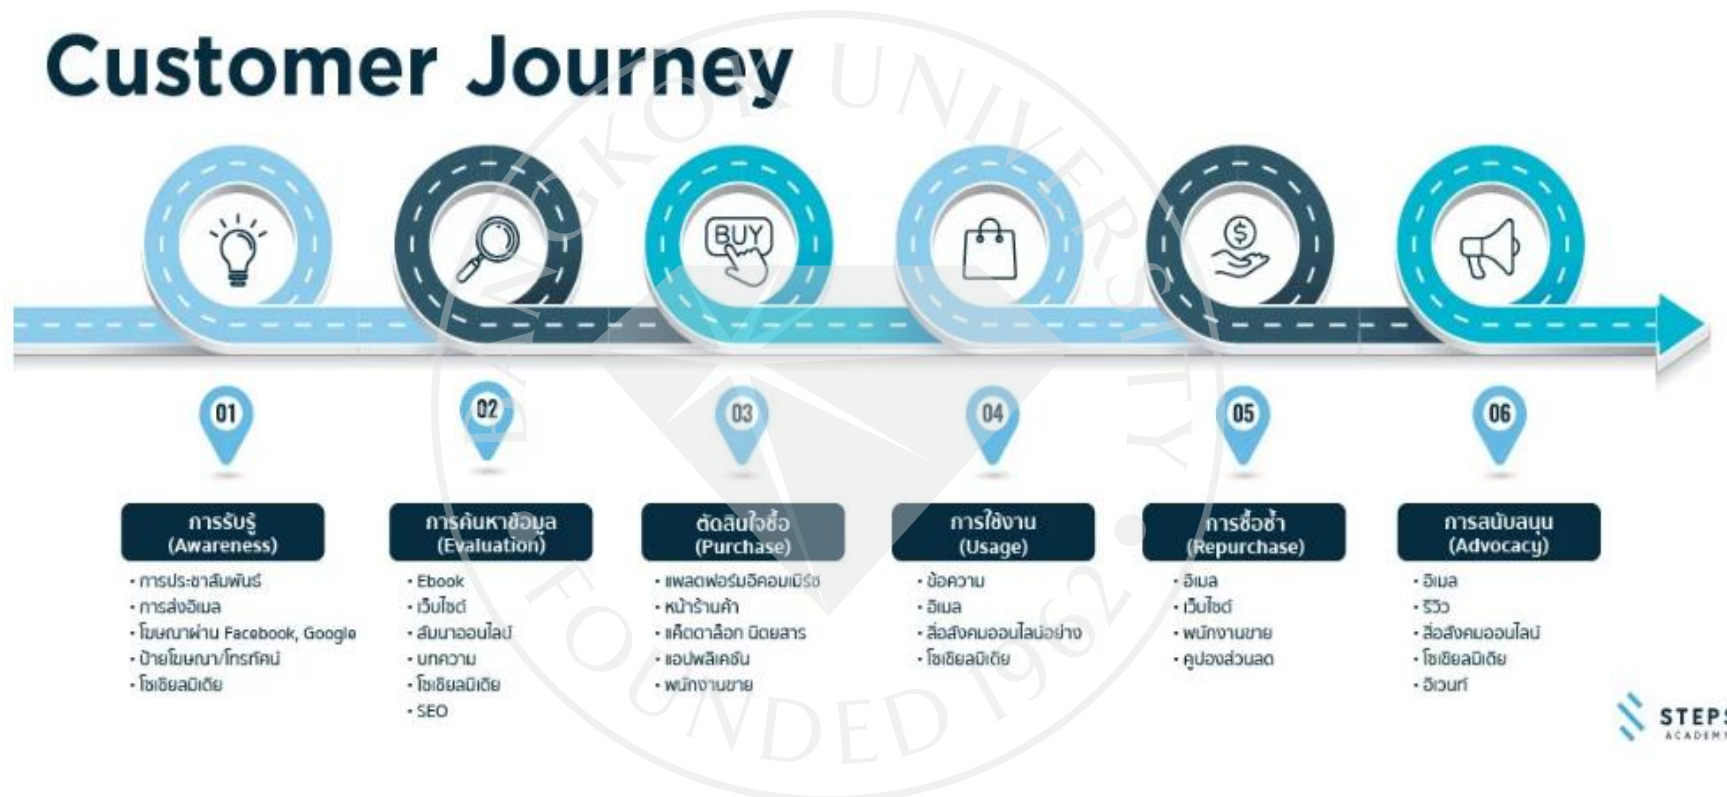 Customer Journey
BANGKOK UNIVERSITY
FOUNDED 1962
BUY
$
01
02
03
04
05
06
การรับรู้
(Awareness)
• การประชาสัมพันธ์
• การส่งอีเมล
• โฆษณาผ่าน Facebook, Google
• ป้ายโฆษณา/โทรทัศน์
• โซเชียลมีเดีย
การค้นหาข้อมูล
(Evaluation)
• Ebook
• เว็บไซต์
• สัมนาออนไลน์
• บทความ
• โซเชียลมีเดีย
• SEO
ตัดสินใจซื้อ
(Purchase)
• แพลตฟอร์มอีคอมเมิร์ซ
• หน้าร้านค้า
• แค็ตตาล็อก นิตยสาร
• แอปพลิเคชัน
• พนักงานขาย
การใช้งาน
(Usage)
• ข้อความ
• อีเมล
• สื่อสังคมออนไลน์อย่าง
• โซเชียลมีเดีย
การซื้อซ้ำ
(Repurchase)
• อีเมล
• เว็บไซต์
• พนักงานขาย
• คูปองส่วนลด
การสนับสนุน
(Advocacy)
• อีเมล
• รีวิว
• สื่อสังคมออนไลน์
• โซเชียลมีเดีย
• อีเวนท์
STEPS
ACADEMY